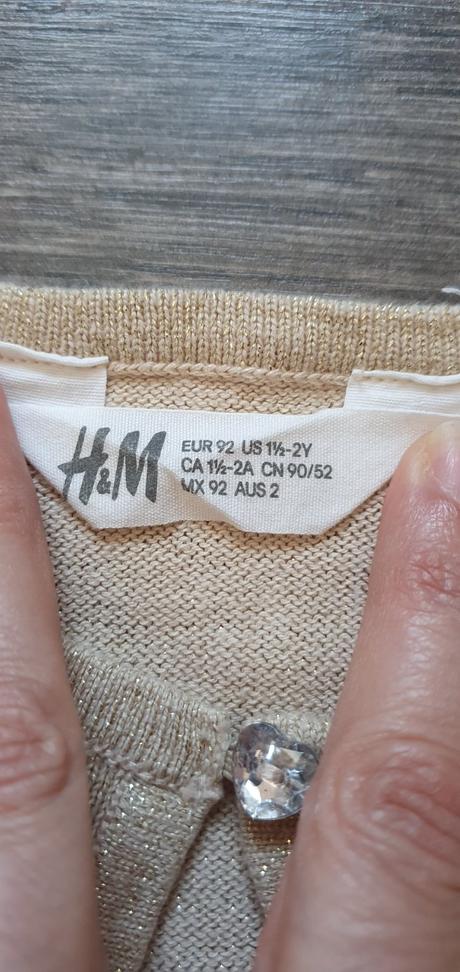 H&M
EUR 92 US 1½-2Y
CA 1½-2A CN 90/52
MX 92 AUS 2